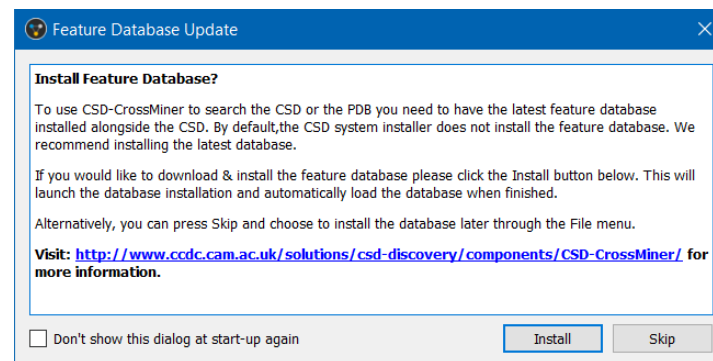 Feature Database Update
Install Feature Database?
To use CSD-CrossMiner to search the CSD or the PDB you need to have the latest feature database
installed alongside the CSD. By default,the CSD system installer does not install the feature database. We
recommend installing the latest database.
If you would like to download & install the feature database please click the Install button below. This will
launch the database installation and automatically load the database when finished.
Alternatively, you can press Skip and choose to install the database later through the File menu.
Visit: http://www.ccdc.cam.ac.uk/solutions/csd-discovery/components/CSD-CrossMiner/ for
more information.
Don't show this dialog at start-up again
Install
Skip